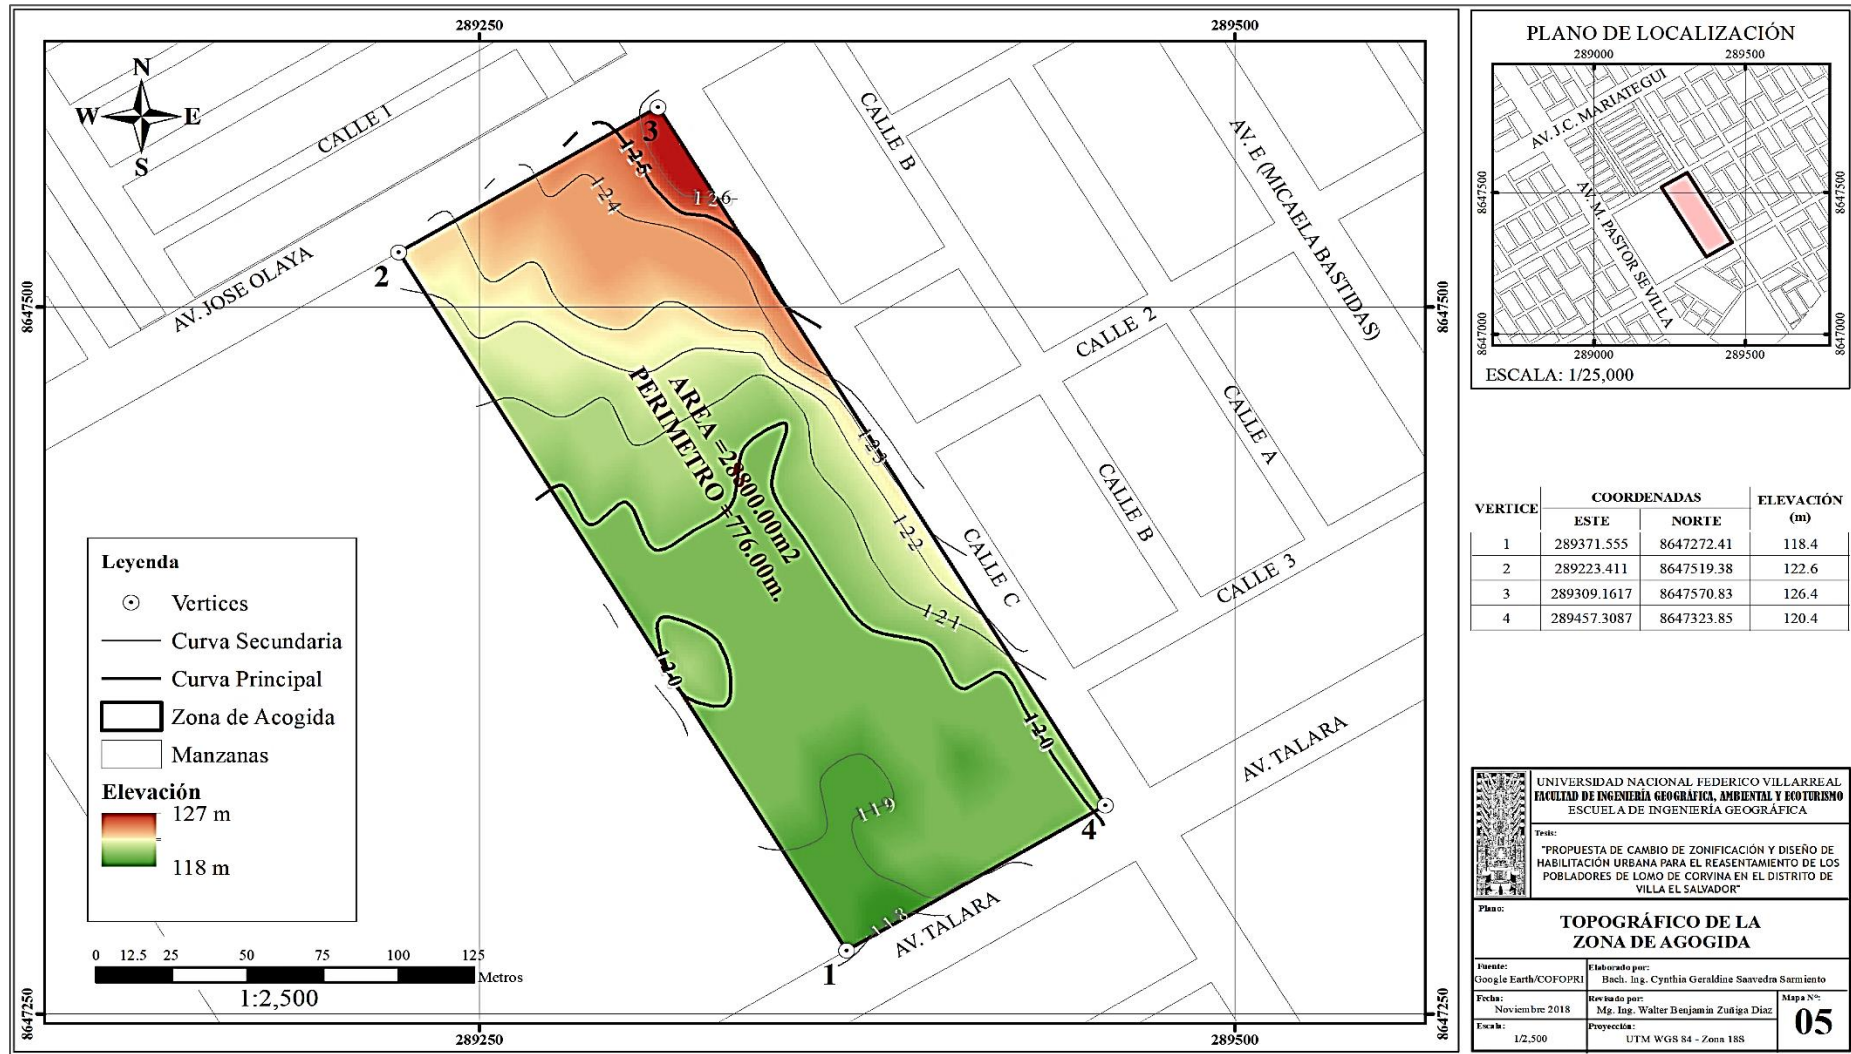 289250
289500
N
W
E
S
CALLE 1
AV. JOSE OLAYA
3
2
125
124
126
CALLE B
AV. E (MICAELA BASTIDAS)
8647500
8647500
CALLE 2
AREA =28800.00m2
PERIMETRO =776.00m.
123
CALLE A
122
CALLE B
CALLE C
CALLE 3
121
120
120
AV. TALARA
119
4
118
AV. TALARA
1
Leyenda
Vertices
Curva Secundaria
Curva Principal
Zona de Acogida
Manzanas
Elevación
127 m
118 m
0 12.5 25 50 75 100 125
Metros
1:2,500
8647250
8647250
289250
289500
PLANO DE LOCALIZACIÓN
289000 289500
AV. J.C. MARIATEGUI
8647500
8647500
AV. M. PASTOR SEVILLA
8647000
8647000
289000 289500
ESCALA: 1/25,000
VERTICE COORDENADAS ELEVACIÓN
ESTE NORTE (m)
1 289371.555 8647272.41 118.4
2 289223.411 8647519.38 122.6
3 289309.1617 8647570.83 126.4
4 289457.3087 8647323.85 120.4
UNIVERSIDAD NACIONAL FEDERICO VILLARREAL
FACULTAD DE INGENIERÍA GEOGRÁFICA, AMBIENTAL Y ECOTURISMO
ESCUELA DE INGENIERÍA GEOGRÁFICA
Tesis:
"PROPUESTA DE CAMBIO DE ZONIFICACIÓN Y DISEÑO DE
HABILITACIÓN URBANA PARA EL REASENTAMIENTO DE LOS
POBLADORES DE LOMO DE CORVINA EN EL DISTRITO DE
VILLA EL SALVADOR"
Plano:
TOPOGRÁFICO DE LA
ZONA DE AGOGIDA
Fuente:
Google Earth/COFOPRI
Elaborado por:
Bach. Ing. Cynthia Geraldine Saavedra Sarmiento
Fecha:
Noviembre 2018
Revisado por:
Mg. Ing. Walter Benjamin Zuñiga Diaz
Mapa Nº:
05
Escala:
1/2,500
Proyección:
UTM WGS 84 - Zona 18S